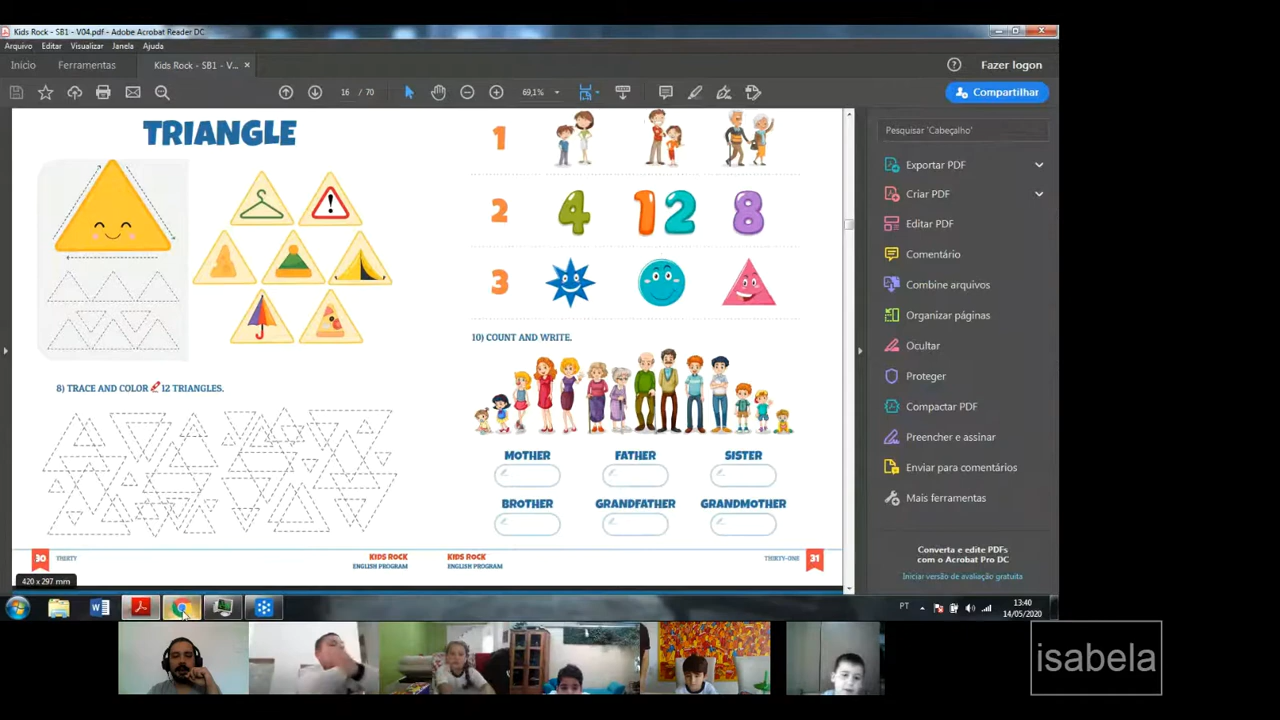 Kids Rock - SB1 - V04.pdf - Adobe Acrobat Reader DC
Arquivo Editar Visualizar Janela Ajuda
Início Ferramentas Kids Rock - SB1 - V... × Fazer logon
16 / 70 69,1% Compartilhar
TRIANGLE
8) TRACE AND COLOR 12 TRIANGLES.
30 THIRTY
KIDS ROCK
ENGLISH PROGRAM
1
2 4 12 8
3
10) COUNT AND WRITE.
MOTHER FATHER SISTER
BROTHER GRANDFATHER GRANDMOTHER
KIDS ROCK
ENGLISH PROGRAM
THIRTY-ONE 31
420 x 297 mm
Pesquisar 'Cabeçalho'
Exportar PDF
Criar PDF
Editar PDF
Comentário
Combine arquivos
Organizar páginas
Ocultar
Proteger
Compactar PDF
Preencher e assinar
Enviar para comentários
Mais ferramentas
Converta e edite PDFs
com o Acrobat Pro DC
Iniciar versão de avaliação gratuita
PT 13:40
14/05/2020
isabela